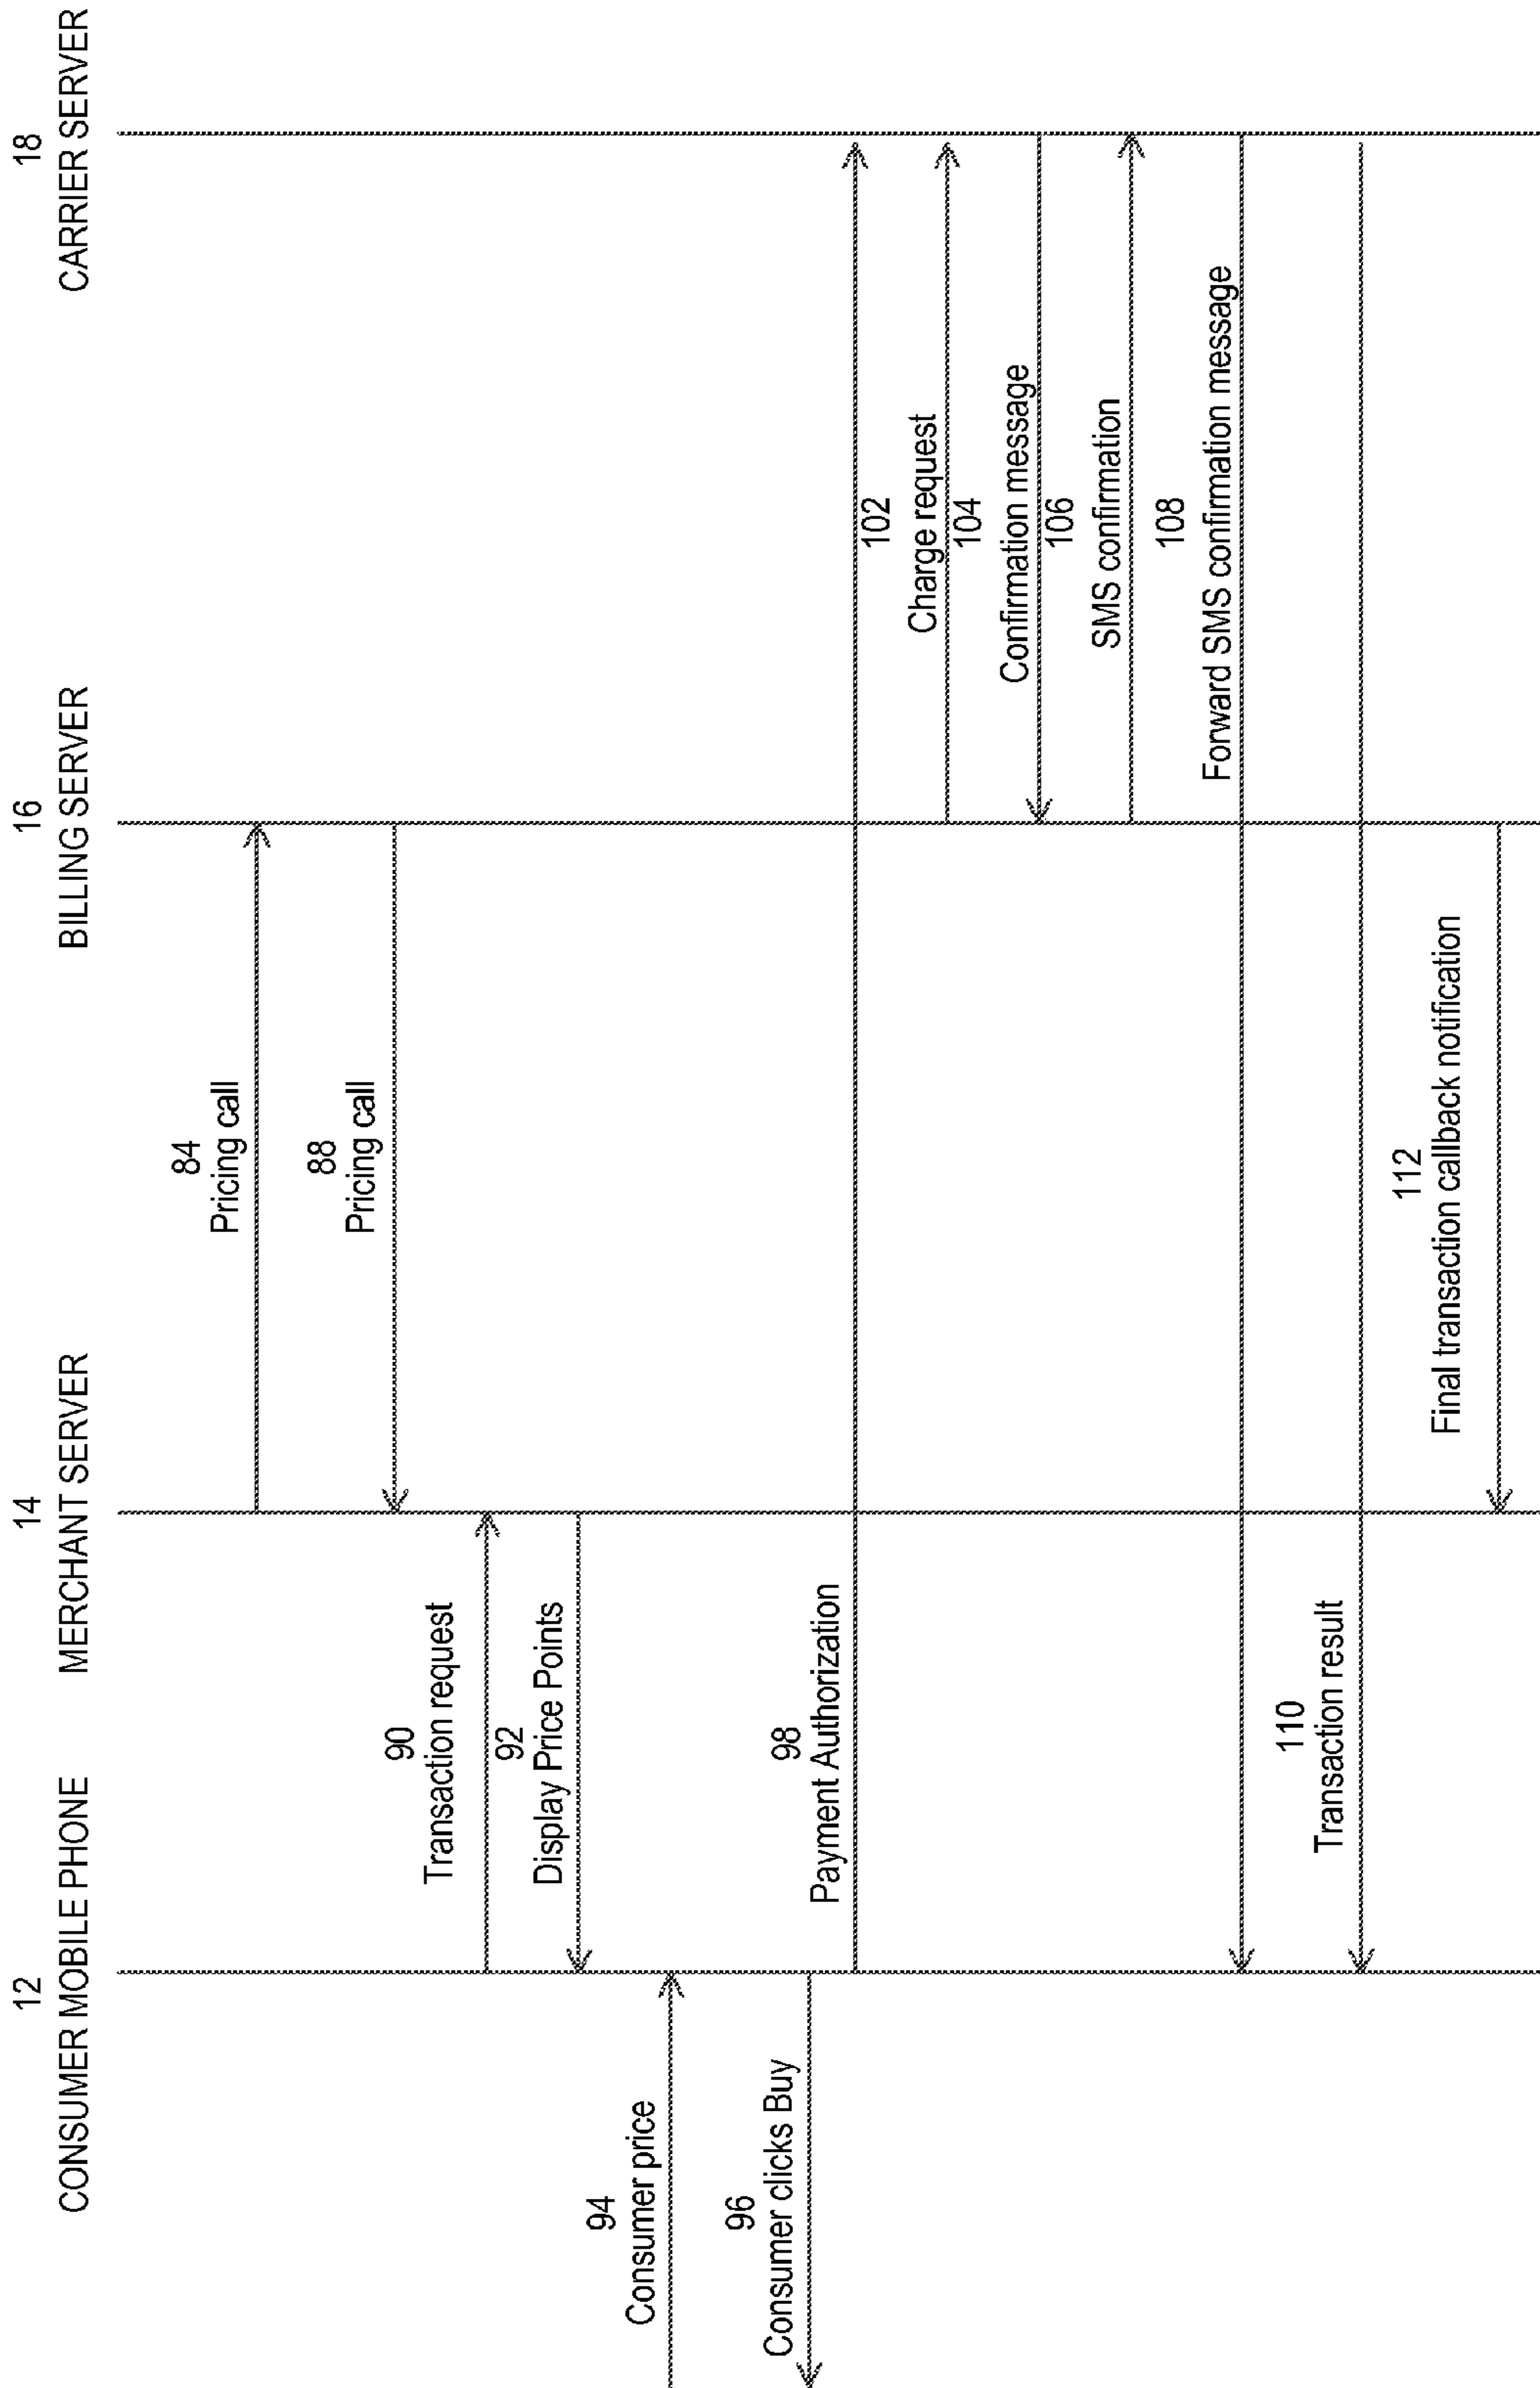 12
CONSUMER MOBILE PHONE
14
MERCHANT SERVER
16
BILLING SERVER
18
CARRIER SERVER
84
Pricing call
88
Pricing call
90
Transaction request
92
Display Price Points
94
Consumer price
96
Consumer clicks Buy
98
Payment Authorization
102
Charge request
104
Confirmation message
106
SMS confirmation
108
Forward SMS confirmation message
110
Transaction result
112
Final transaction callback notification